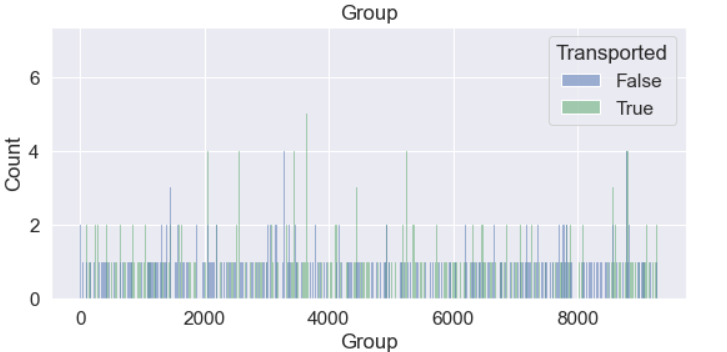 Group
Count
6
4
2
0
Transported
False
True
0 2000 4000 6000 8000
Group